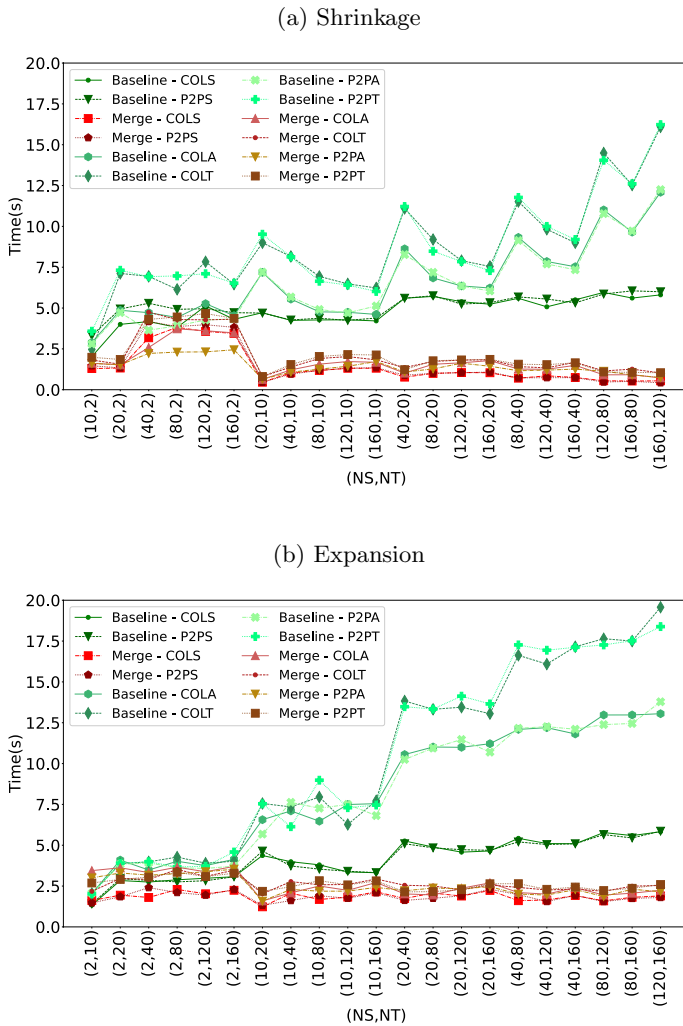 (a) Shrinkage
20.0
17.5
15.0
12.5
10.0
7.5
5.0
2.5
0.0
Time(s)
Baseline - COLS
Baseline - P2PS
Merge - COLS
Merge - P2PS
Baseline - COLA
Baseline - COLT
Baseline - P2PA
Baseline - P2PT
Merge - COLA
Merge - COLT
Merge - P2PA
Merge - P2PT
(10,2)
(20,2)
(40,2)
(80,2)
(120,2)
(160,2)
(20,10)
(40,10)
(80,10)
(120,10)
(160,10)
(40,20)
(80,20)
(120,20)
(160,20)
(80,40)
(120,40)
(160,40)
(120,80)
(160,80)
(160,120)
(NS,NT)
(b) Expansion
20.0
17.5
15.0
12.5
10.0
7.5
5.0
2.5
0.0
Time(s)
Baseline - COLS
Baseline - P2PS
Merge - COLS
Merge - P2PS
Baseline - COLA
Baseline - COLT
Baseline - P2PA
Baseline - P2PT
Merge - COLA
Merge - COLT
Merge - P2PA
Merge - P2PT
(2,10)
(2,20)
(2,40)
(2,80)
(2,120)
(2,160)
(10,20)
(10,40)
(10,80)
(10,120)
(10,160)
(20,40)
(20,80)
(20,120)
(20,160)
(40,80)
(40,120)
(40,160)
(80,120)
(80,160)
(120,160)
(NS,NT)